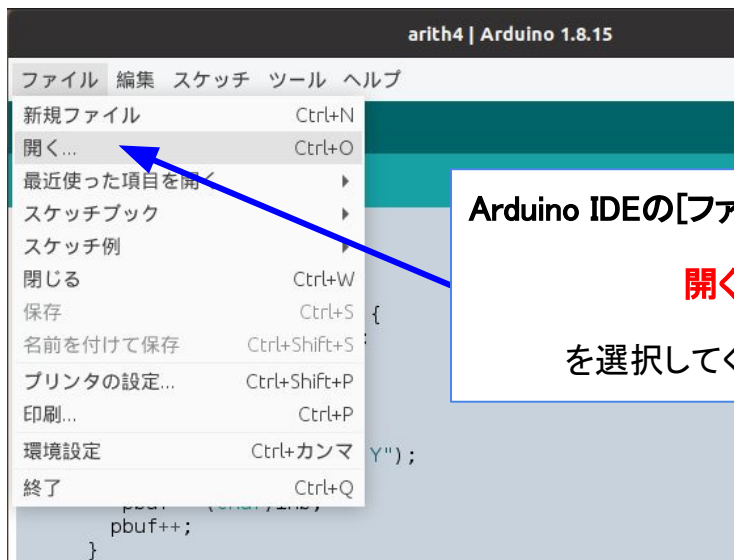 arith4 | Arduino 1.8.15
ファイル 編集 スケッチ ツール ヘルプ
新規ファイル Ctrl+N
開く... Ctrl+O
最近使った項目を開く
スケッチブック
スケッチ例
閉じる Ctrl+W
保存 Ctrl+S
名前を付けて保存 Ctrl+Shift+S
プリンタの設定... Ctrl+Shift+P
印刷... Ctrl+P
環境設定 Ctrl+カンマ
終了 Ctrl+Q
Arduino IDEの[ファ
開く
を選択してく
{
Y");
pbuf++;
}